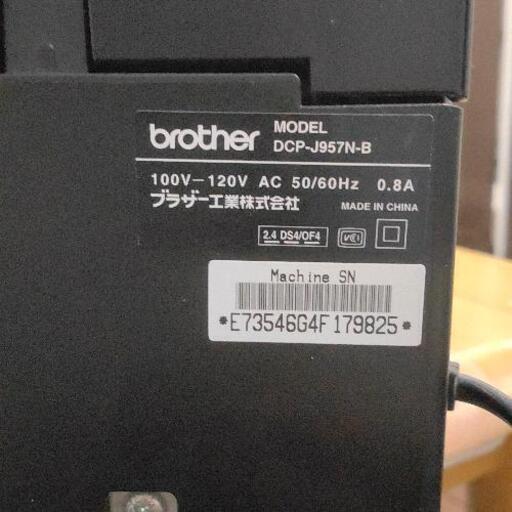 brother
MODEL
DCP-J957N-B
100V-120V AC 50/60Hz 0.8A
ブラザー工業株式会社
MADE IN CHINA
2.4 DS4/OF4
VCI
Machine SN
*E73546G4F179825*